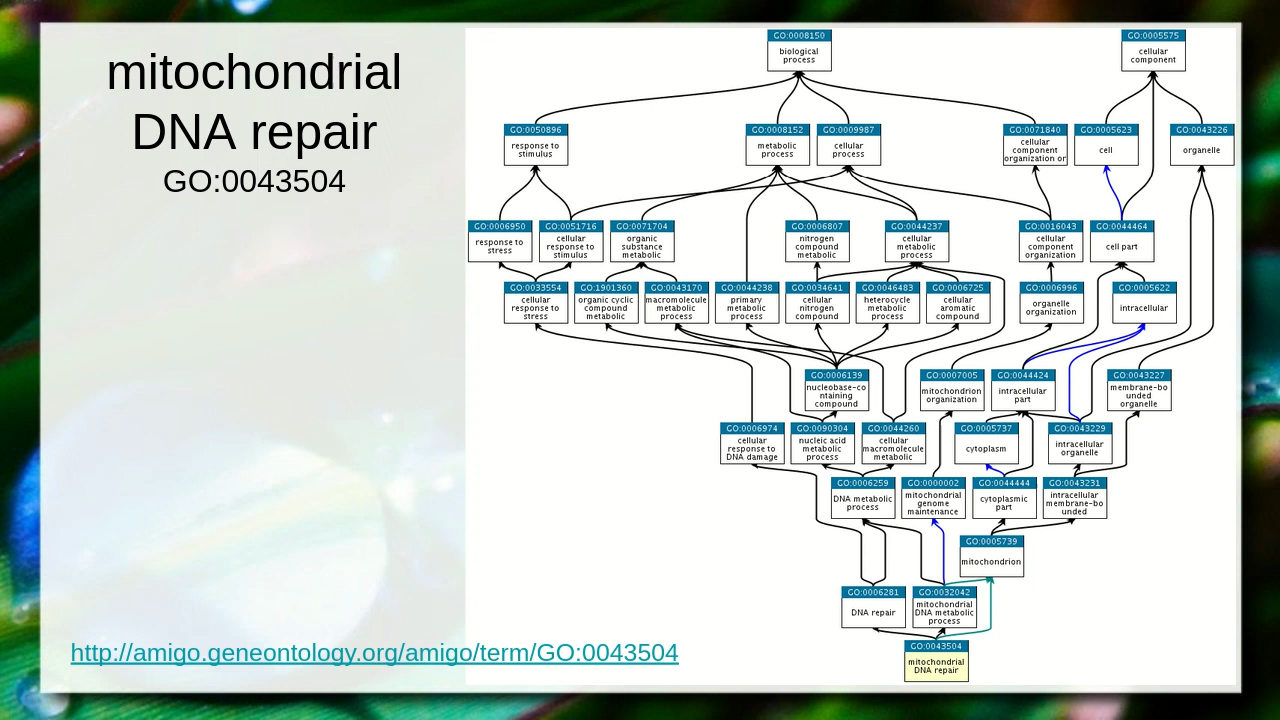 mitochondrial
DNA repair
GO:0043504
GO:0008150
biological
process
GO:0005575
cellular
component
GO:0050896
response to
stimulus
GO:0008152
metabolic
process
GO:0009987
cellular
process
GO:0071840
cellular
component
organization or
GO:0005623
cell
GO:0043226
organelle
GO:0006950
response to
stress
GO:0051716
cellular
response to
stimulus
GO:0071704
organic
substance
metabolic
GO:0006807
nitrogen
compound
metabolic
GO:0044237
cellular
metabolic
process
GO:0016043
cellular
component
organization
GO:0044464
cell part
GO:0033554
cellular
response to
stress
GO:1901360
organic cyclic
compound
metabolic
GO:0043170
macromolecule
metabolic
process
GO:0044238
primary
metabolic
process
GO:0034641
cellular
nitrogen
compound
GO:0046483
heterocycle
metabolic
process
GO:0006725
cellular
aromatic
compound
GO:0006996
organelle
organization
GO:0005622
intracellular
GO:0006139
nucleobase-co
ntaining
compound
GO:0007005
mitochondrion
organization
GO:0044424
intracellular
part
GO:0043227
membrane-bo
unded
organelle
GO:0006974
cellular
response to
DNA damage
GO:0090304
nucleic acid
metabolic
process
GO:0044260
cellular
macromolecule
metabolic
GO:0005737
cytoplasm
GO:0043229
intracellular
organelle
GO:0006259
DNA metabolic
process
GO:0000002
mitochondrial
genome
maintenance
GO:0044444
cytoplasmic
part
GO:0043231
intracellular
membrane-bo
unded
GO:0005739
mitochondrion
GO:0006281
DNA repair
GO:0032042
mitochondrial
DNA metabolic
process
GO:0043504
mitochondrial
DNA repair
http://amigo.geneontology.org/amigo/term/GO:0043504